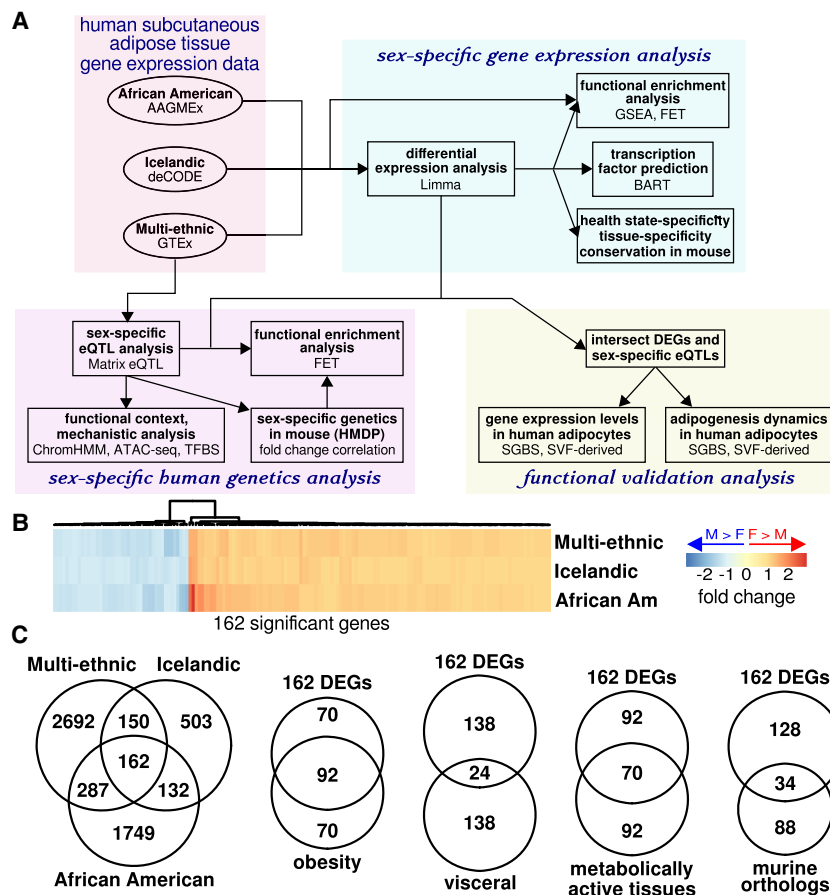 A
human subcutaneous
adipose tissue
gene expression data
African American
AAGMEx
Icelandic
deCODE
Multi-ethnic
GTEx
sex-specific gene expression analysis
differential
expression analysis
Limma
functional enrichment
analysis
GSEA, FET
transcription
factor prediction
BART
health state-specificity
tissue-specificity
conservation in mouse
sex-specific
eQTL analysis
Matrix eQTL
functional enrichment
analysis
FET
functional context,
mechanistic analysis
ChromHMM, ATAC-seq, TFBS
sex-specific genetics
in mouse (HMDP)
fold change correlation
sex-specific human genetics analysis
intersect DEGs and
sex-specific eQTLs
gene expression levels
in human adipocytes
SGBS, SVF-derived
adipogenesis dynamics
in human adipocytes
SGBS, SVF-derived
functional validation analysis
B
Multi-ethnic
Icelandic
African Am
162 significant genes
M > F F > M
-2 -1 0 1 2
fold change
C
Multi-ethnic Icelandic
2692 150 503
162
287 132
1749
African American
162 DEGs
70
92
70
obesity
162 DEGs
138
24
138
visceral
162 DEGs
92
70
92
metabolically
active tissues
162 DEGs
128
34
88
murine
orthologs